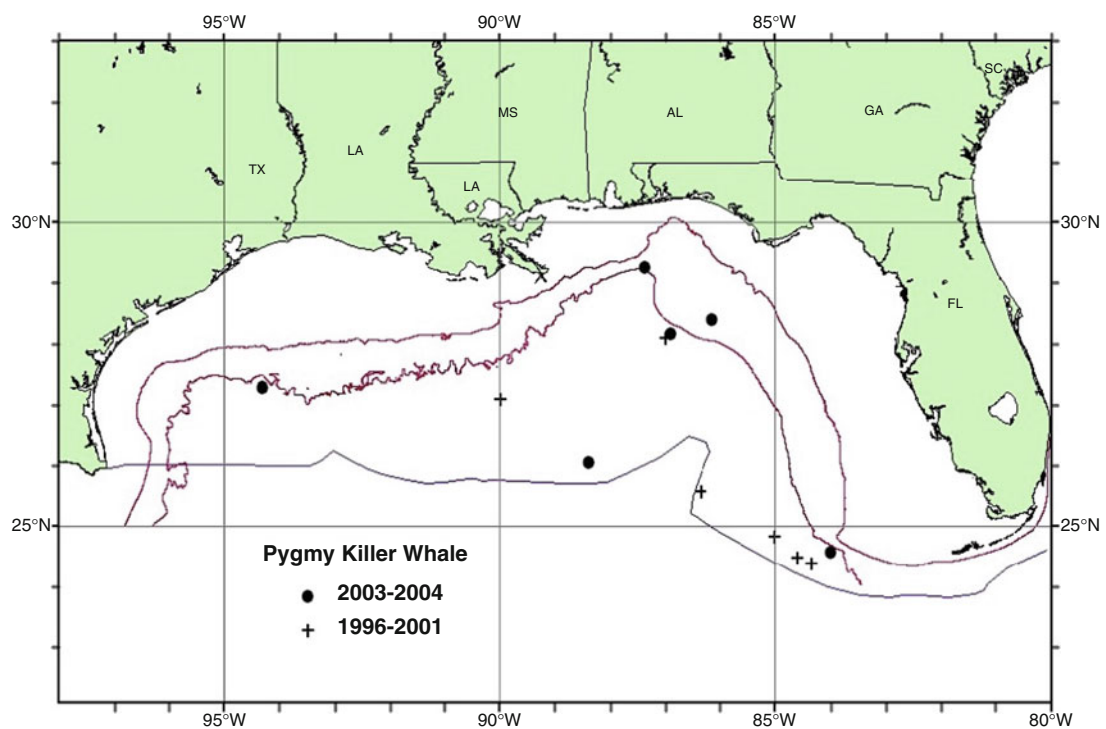 95°W 90°W 85°W
SC
MS AL GA
LA
TX
LA
30°N 30°N
FL
25°N 25°N
Pygmy Killer Whale
2003-2004
1996-2001
95°W 90°W 85°W 80°W